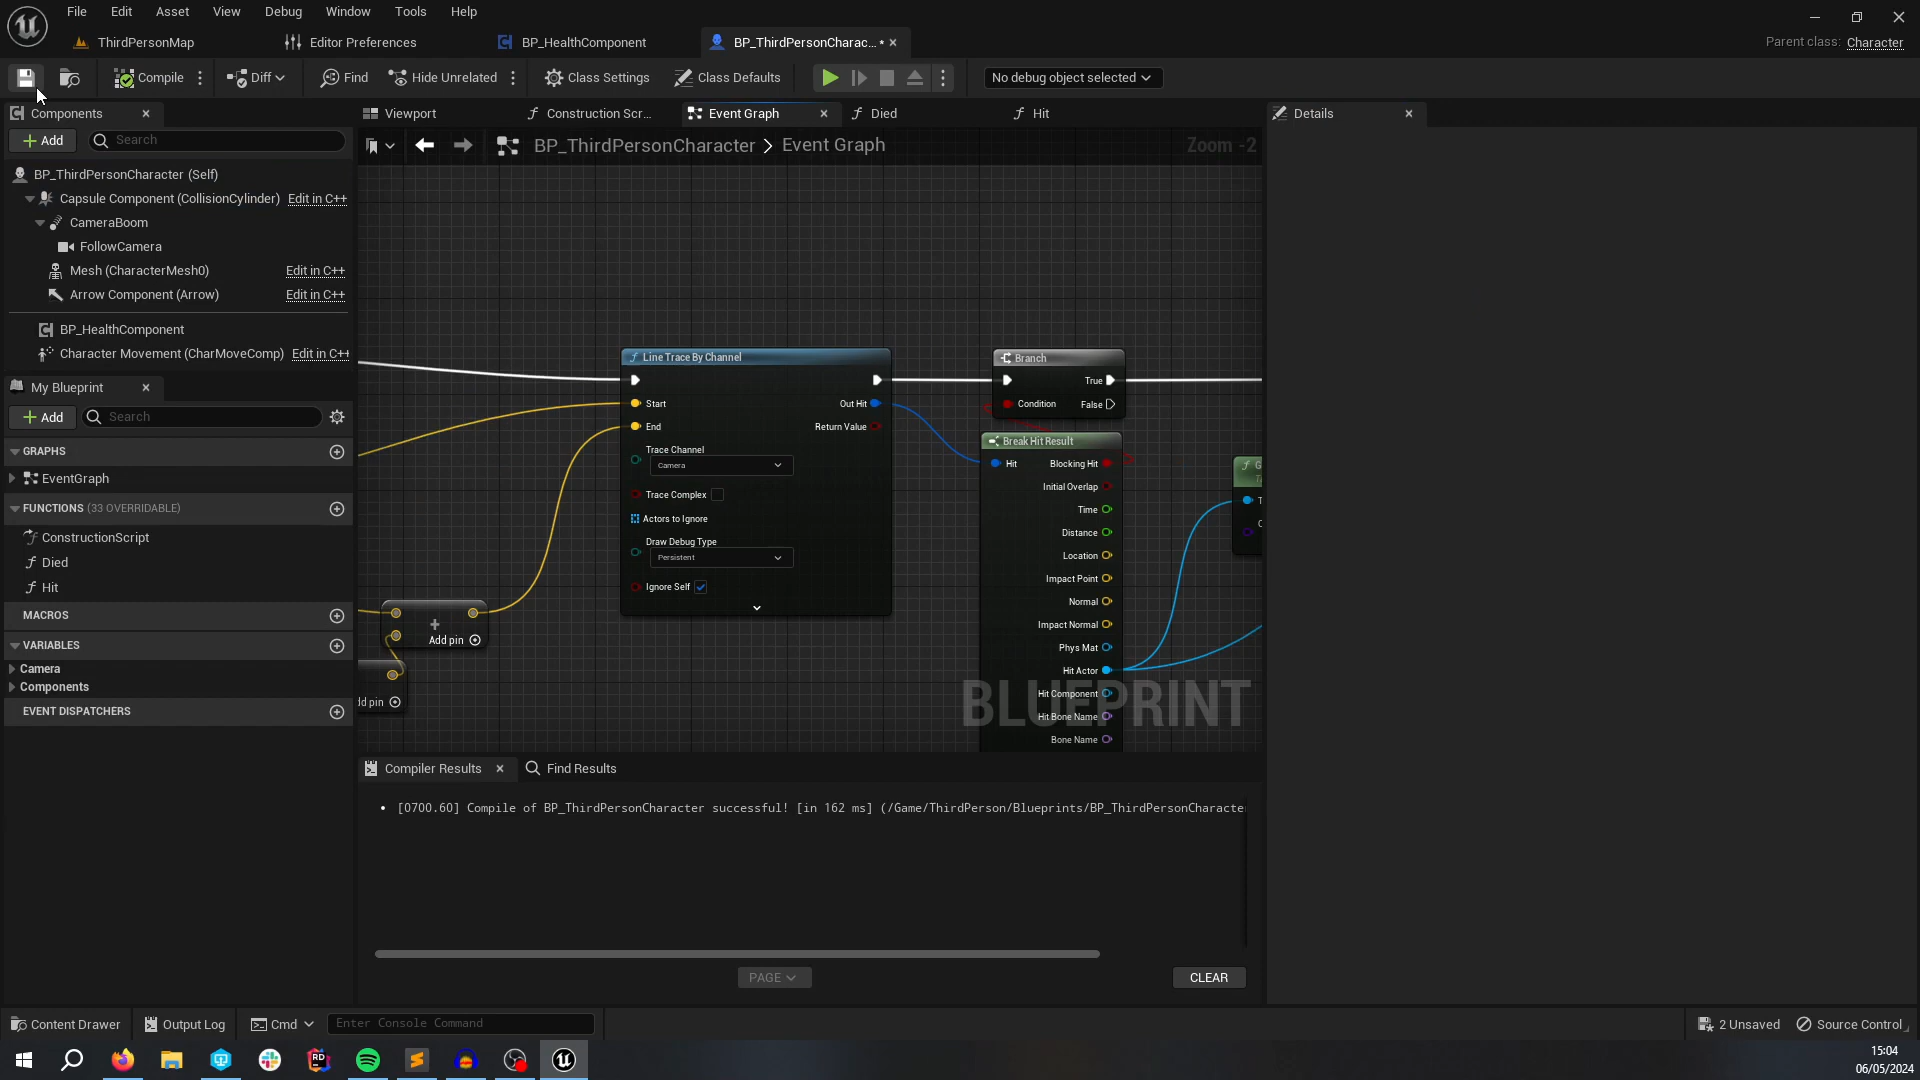 File Edit Asset View Debug Window Tools Help
ThirdPersonMap Editor Preferences BP_HealthComponent BP_ThirdPersonCharac... • Parent class: Character
Compile Diff Find Hide Unrelated Class Settings Class Defaults No debug object selected
Components Viewport Construction Scr... Event Graph Died Hit Details
Add Search
BP_ThirdPersonCharacter > Event Graph Zoom -2
BP_ThirdPersonCharacter (Self)
Capsule Component (CollisionCylinder) Edit in C++
CameraBoom
FollowCamera
Mesh (CharacterMesh0) Edit in C++
Arrow Component (Arrow) Edit in C++
BP_HealthComponent
Character Movement (CharMoveComp) Edit in C++
My Blueprint
Add Search
GRAPHS
EventGraph
FUNCTIONS (33 OVERRIDABLE)
ConstructionScript
Died
Hit
MACROS
VARIABLES
Camera
Components
EVENT DISPATCHERS
Line Trace By Channel
Start Out Hit
End Return Value
Trace Channel
Camera
Trace Complex
Actors to Ignore
Draw Debug Type
Persistent
Ignore Self
Add pin
dd pin
Branch
True
Condition False
Break Hit Result
Hit Blocking Hit
Initial Overlap
Time
Distance
Location
Impact Point
Normal
Impact Normal
Phys Mat
Hit Actor
Hit Component
Hit Bone Name
Bone Name
BLUEPRINT
Compiler Results Find Results
• [0700.60] Compile of BP_ThirdPersonCharacter successful! [in 162 ms] (/Game/ThirdPerson/Blueprints/BP_ThirdPersonCharacte
PAGE CLEAR
Content Drawer Output Log Cmd Enter Console Command 2 Unsaved Source Control
15:04
06/05/2024